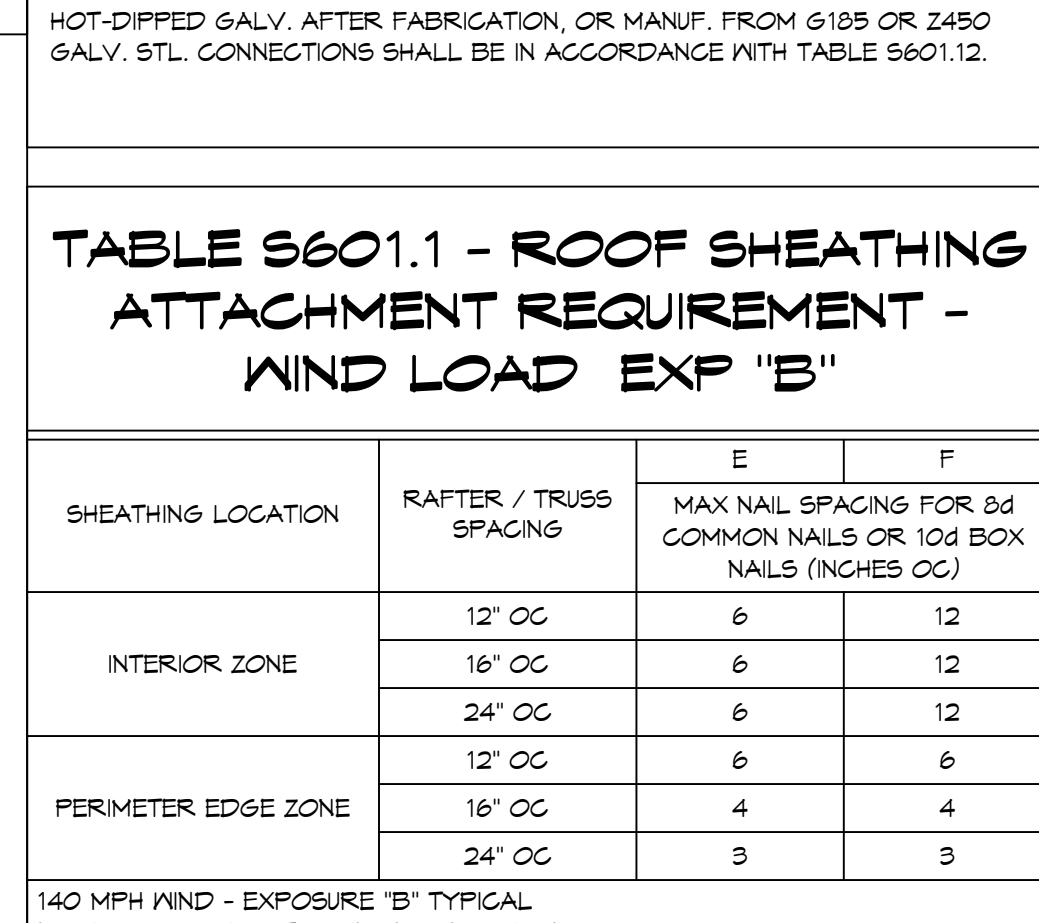 HOT-DIPPED GALV. AFTER FABRICATION, OR MANUF. FROM G185 OR Z450
GALV. STL. CONNECTIONS SHALL BE IN ACCORDANCE WITH TABLE S601.12.
TABLE S601.1 - ROOF SHEATHING
ATTACHMENT REQUIREMENT -
WIND LOAD EXP "B"
SHEATHING LOCATION
RAFTER / TRUSS
SPACING
E F
MAX NAIL SPACING FOR 8d
COMMON NAILS OR 10d BOX
NAILS (INCHES OC)
INTERIOR ZONE
12" OC 6 12
16" OC 6 12
24" OC 6 12
PERIMETER EDGE ZONE
12" OC 6 6
16" OC 4 4
24" OC 3 3
140 MPH WIND - EXPOSURE "B" TYPICAL